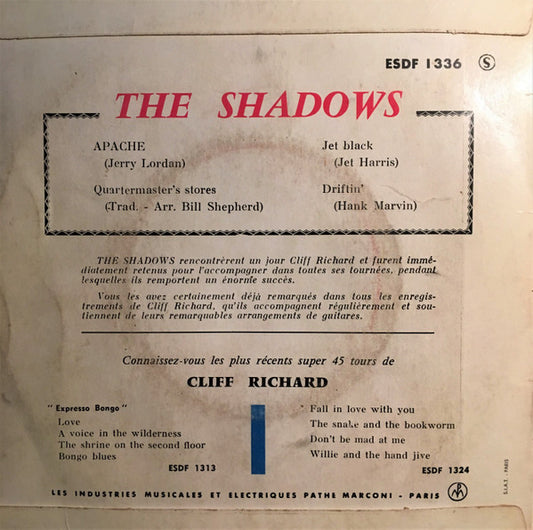 ESDF 1336 S
THE SHADOWS
APACHE
(Jerry Lordan)
Quartermaster's stores
(Trad. - Arr. Bill Shepherd)
Jet black
(Jet Harris)
Driftin'
(Hank Marvin)
THE SHADOWS rencontrèrent un jour Cliff Richard et furent immé-
diatement retenus pour l'accompagner dans toutes ses tournées, pendant
lesquelles ils remportent un énorme succès.
Vous les avez certainement déjà remarqués dans tous les enregis-
trements de Cliff Richard, qu'ils accompagnent régulièrement et sou-
tiennent de leurs remarquables arrangements de guitares.
Connaissez-vous les plus récents super 45 tours de
CLIFF RICHARD
"Expresso Bongo"
Love
A voice in the wilderness
The shrine on the second floor
Bongo blues
ESDF 1313
Fall in love with you
The snake and the bookworm
Don't be mad at me
Willie and the hand jive
ESDF 1324
LES INDUSTRIES MUSICALES ET ELECTRIQUES PATHE MARCONI - PARIS
S.I.A.T. - PARIS